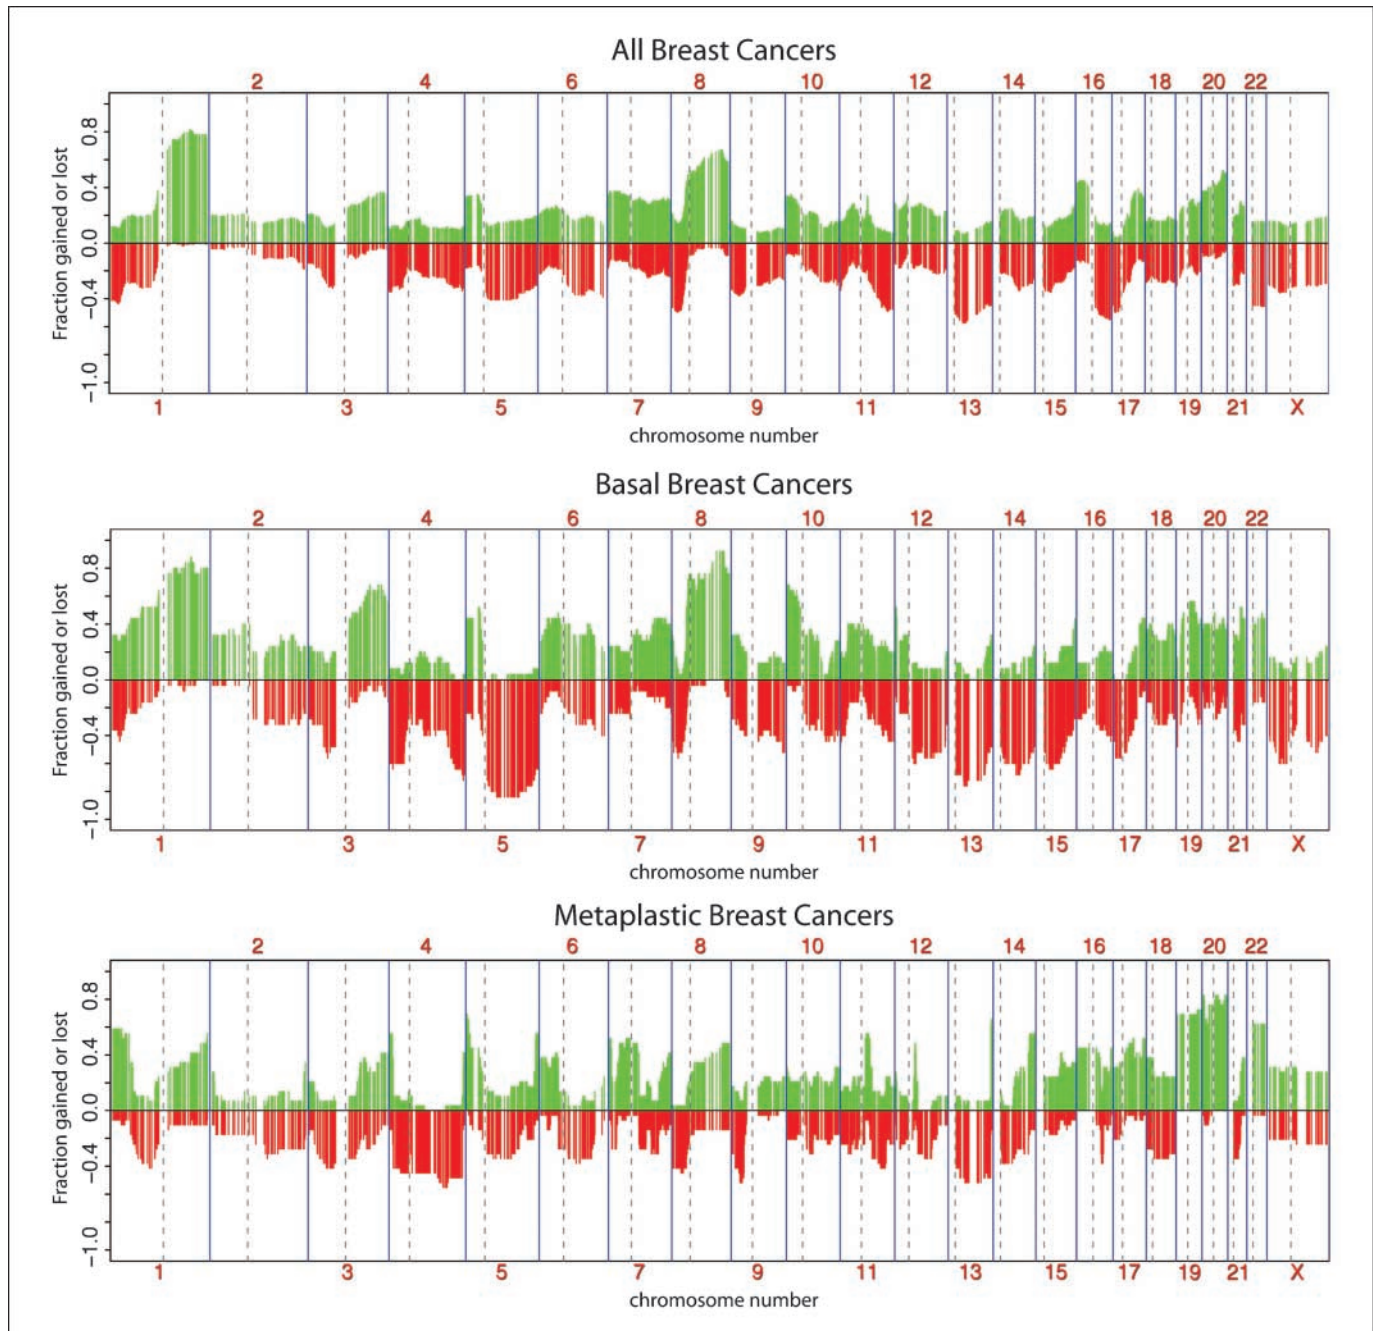 All Breast Cancers
2 4 6 8 10 12 14 16 18 20 22
Fraction gained or lost
0.8
0.4
0.0
−0.4
−1.0
1 3 5 7 9 11 13 15 17 19 21 X
chromosome number
Basal Breast Cancers
2 4 6 8 10 12 14 16 18 20 22
Fraction gained or lost
0.8
0.4
0.0
−0.4
−1.0
1 3 5 7 9 11 13 15 17 19 21 X
chromosome number
Metaplastic Breast Cancers
2 4 6 8 10 12 14 16 18 20 22
Fraction gained or lost
0.8
0.4
0.0
−0.4
−1.0
1 3 5 7 9 11 13 15 17 19 21 X
chromosome number